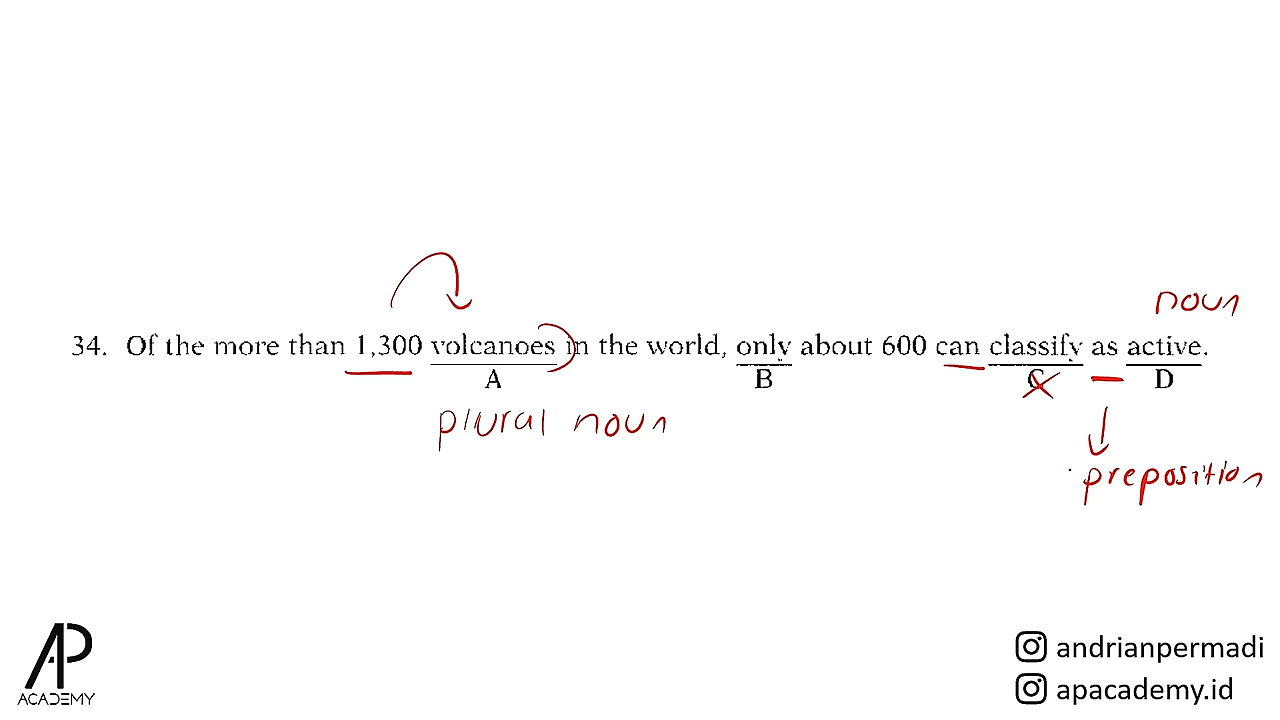 noun
34. Of the more than 1,300 volcanoes in the world, only about 600 can classify as active.
A B C D
plural noun
preposition
AP
ACADEMY
andrianpermadi
apacademy.id